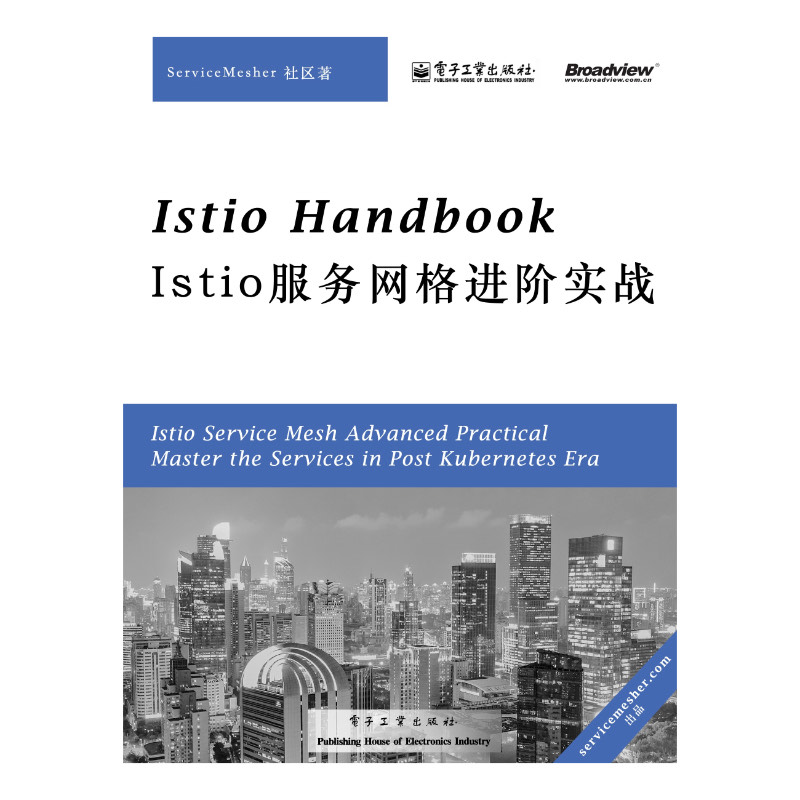 ServiceMesher 社区著
電子工業出版社.
PUBLISHING HOUSE OF ELECTRONICS INDUSTRY
Broadview®
www.broadview.com.cn
Istio Handbook
Istio服务网格进阶实战
Istio Service Mesh Advanced Practical
Master the Services in Post Kubernetes Era
servicemesher.com
出品
電子工業出版社.
Publishing House of Electronics Industry